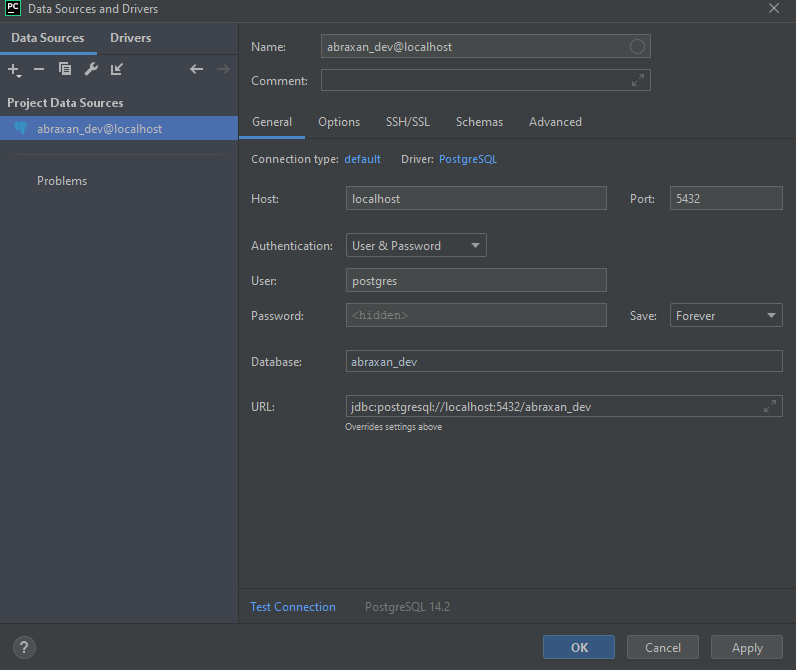 PC Data Sources and Drivers
Data Sources Drivers
Project Data Sources
abraxan_dev@localhost
Problems
Name: abraxan_dev@localhost
Comment:
General Options SSH/SSL Schemas Advanced
Connection type: default Driver: PostgreSQL
Host: localhost Port: 5432
Authentication: User & Password
User: postgres
Password: <hidden> Save: Forever
Database: abraxan_dev
URL: jdbc:postgresql://localhost:5432/abraxan_dev
Overrides settings above
Test Connection PostgreSQL 14.2
? OK Cancel Apply